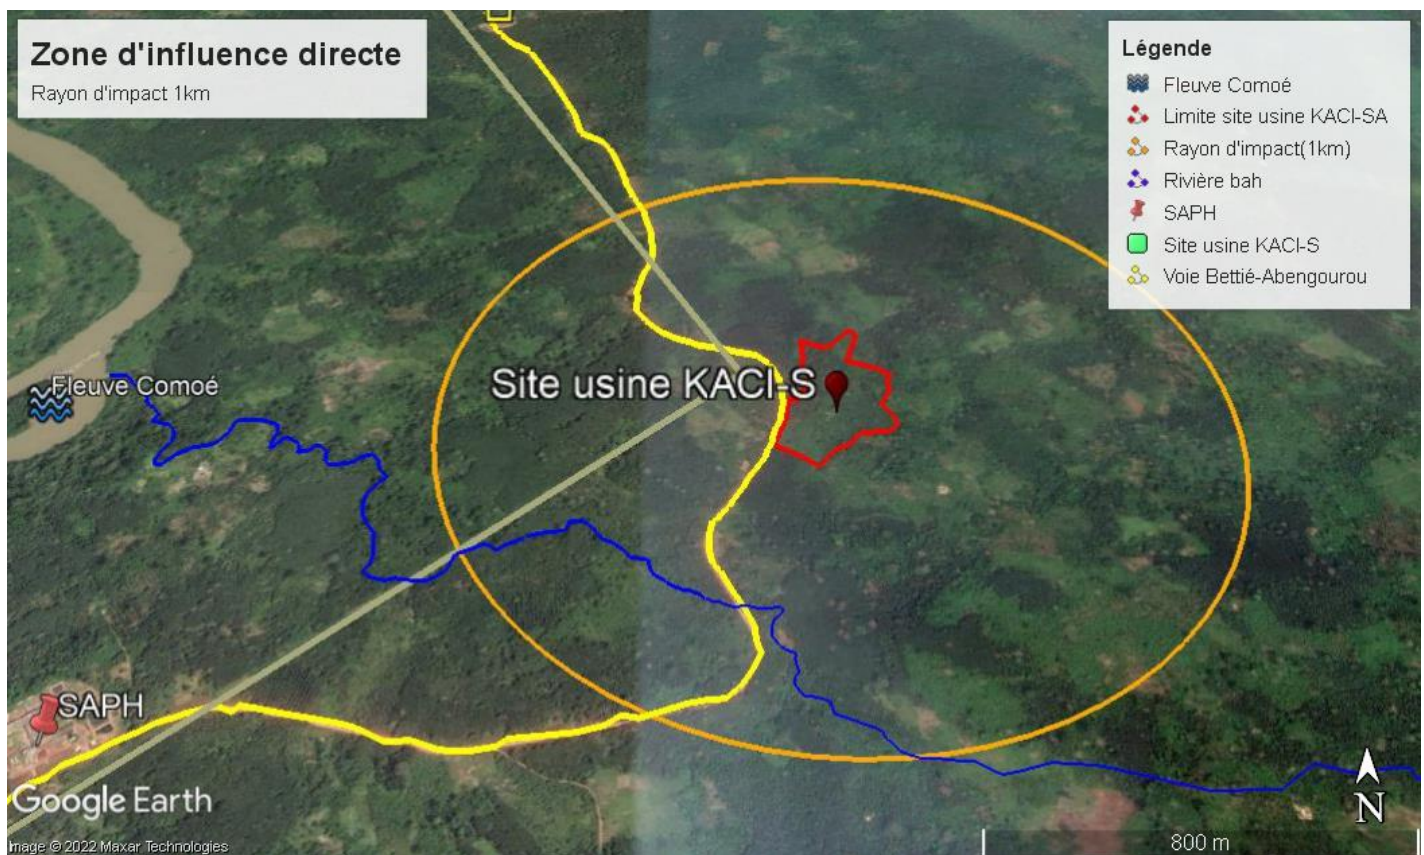 Zone d'influence directe
Rayon d'impact 1km
Légende
Fleuve Comoé
Limite site usine KACI-SA
Rayon d'impact(1km)
Rivière bah
SAPH
Site usine KACI-S
Voie Bettié-Abengourou
Fleuve Comoé
Site usine KACI-S
SAPH
Google Earth
N
800 m
Image © 2022 Maxar Technologies